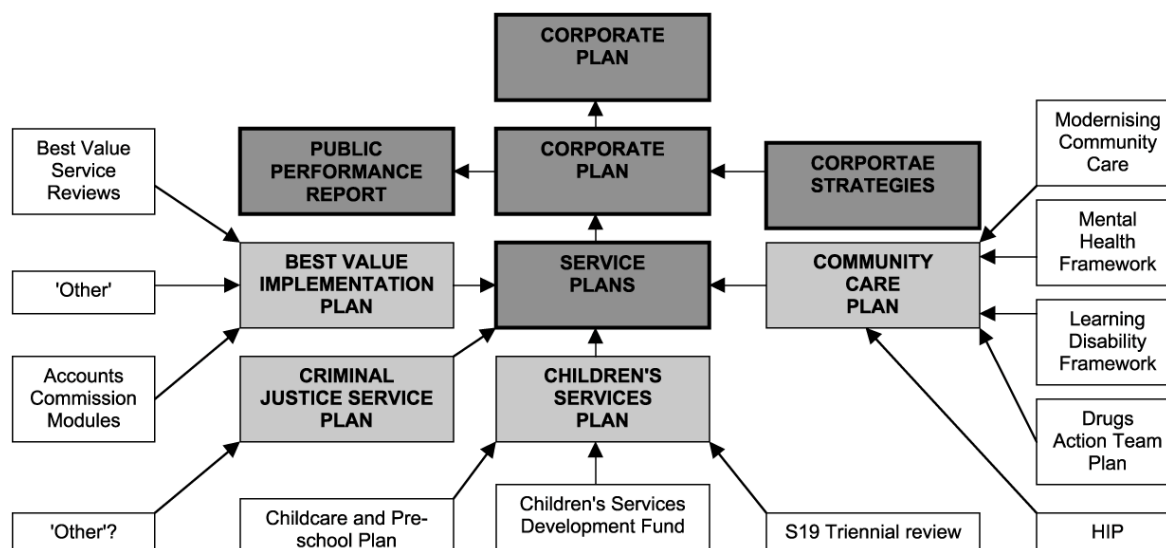 CORPORATE
PLAN
Modernising
Community
Care
Best Value
Service
Reviews
PUBLIC
PERFORMANCE
REPORT
CORPORATE
PLAN
CORPORTAE
STRATEGIES
Mental
Health
Framework
'Other'
BEST VALUE
IMPLEMENTATION
PLAN
SERVICE
PLANS
COMMUNITY
CARE
PLAN
Learning
Disability
Framework
Accounts
Commission
Modules
CRIMINAL
JUSTICE SERVICE
PLAN
CHILDREN'S
SERVICES
PLAN
Drugs
Action Team
Plan
'Other'?
Childcare and Pre-
school Plan
Children's Services
Development Fund
S19 Triennial review
HIP